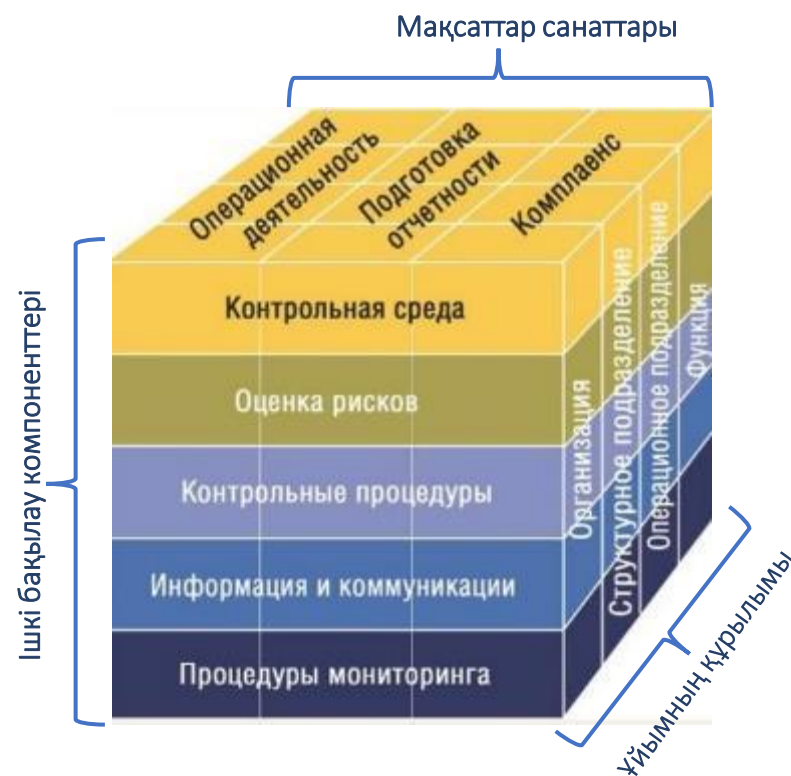 Мақсаттар санаттары
Операционная
деятельность
Подготовка
отчетности
Комплаенс
Контрольная среда
Оценка рисков
Контрольные процедуры
Информация и коммуникации
Процедуры мониторинга
Организация
Структурное подразделение
Операционное подразделение
Функция
Ішкі бақылау компоненттері
Ұйымның құрылымы